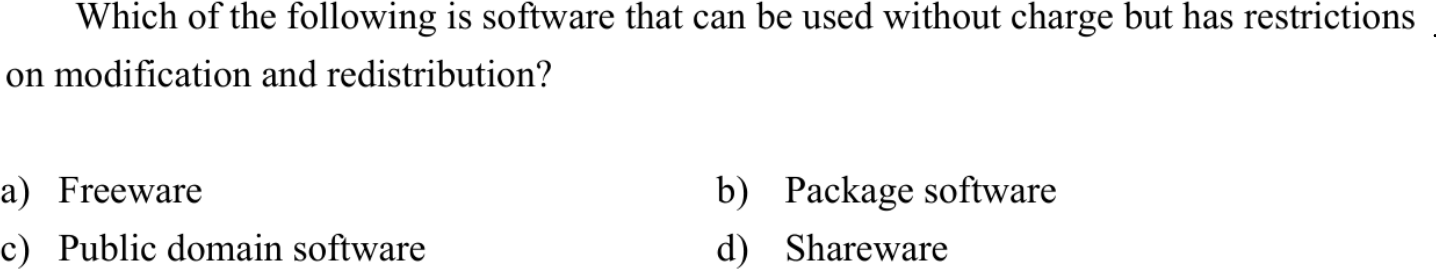 Which of the following is software that can be used without charge but has restrictions
on modification and redistribution?
a) Freeware b) Package software
c) Public domain software d) Shareware